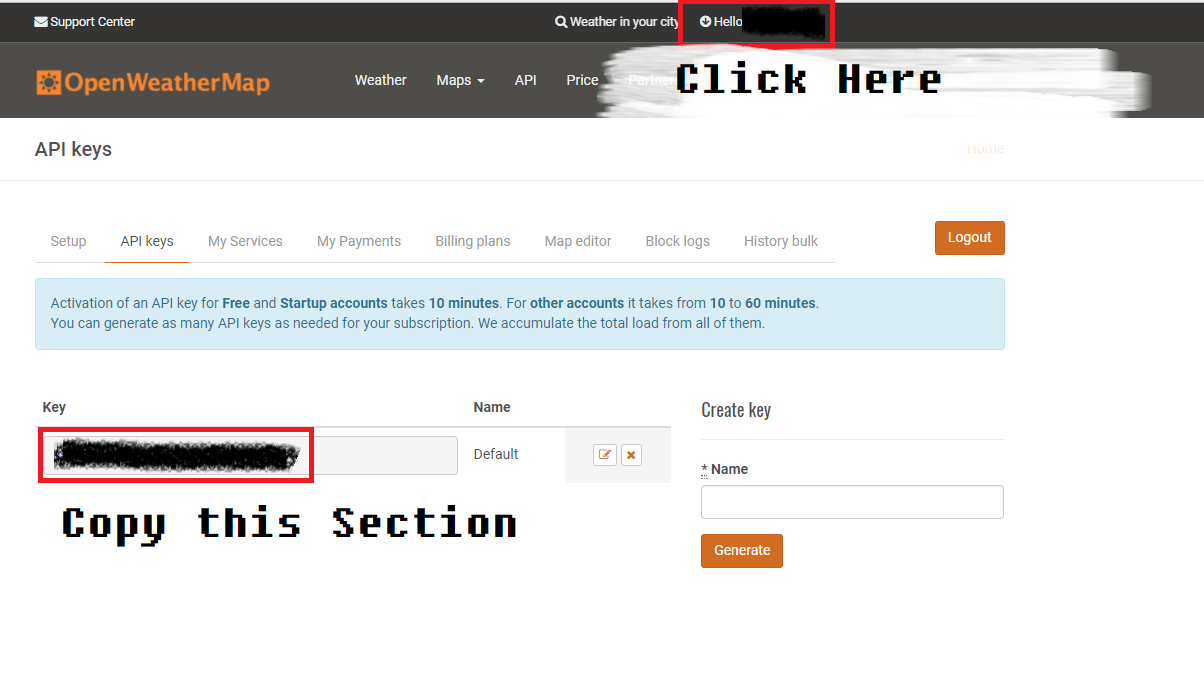 Support Center
Weather in your city
Hello
OpenWeatherMap
Weather Maps API Price Partner
Click Here
API keys
Home
Setup API keys My Services My Payments Billing plans Map editor Block logs History bulk
Logout
Activation of an API key for Free and Startup accounts takes 10 minutes. For other accounts it takes from 10 to 60 minutes.
You can generate as many API keys as needed for your subscription. We accumulate the total load from all of them.
Key Name
Default
Copy this Section
Create key
* Name
Generate